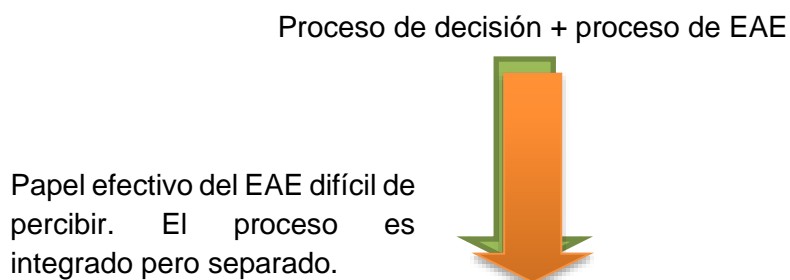 Proceso de decisión + proceso de EAE
Papel efectivo del EAE difícil de
percibir. El proceso es
integrado pero separado.